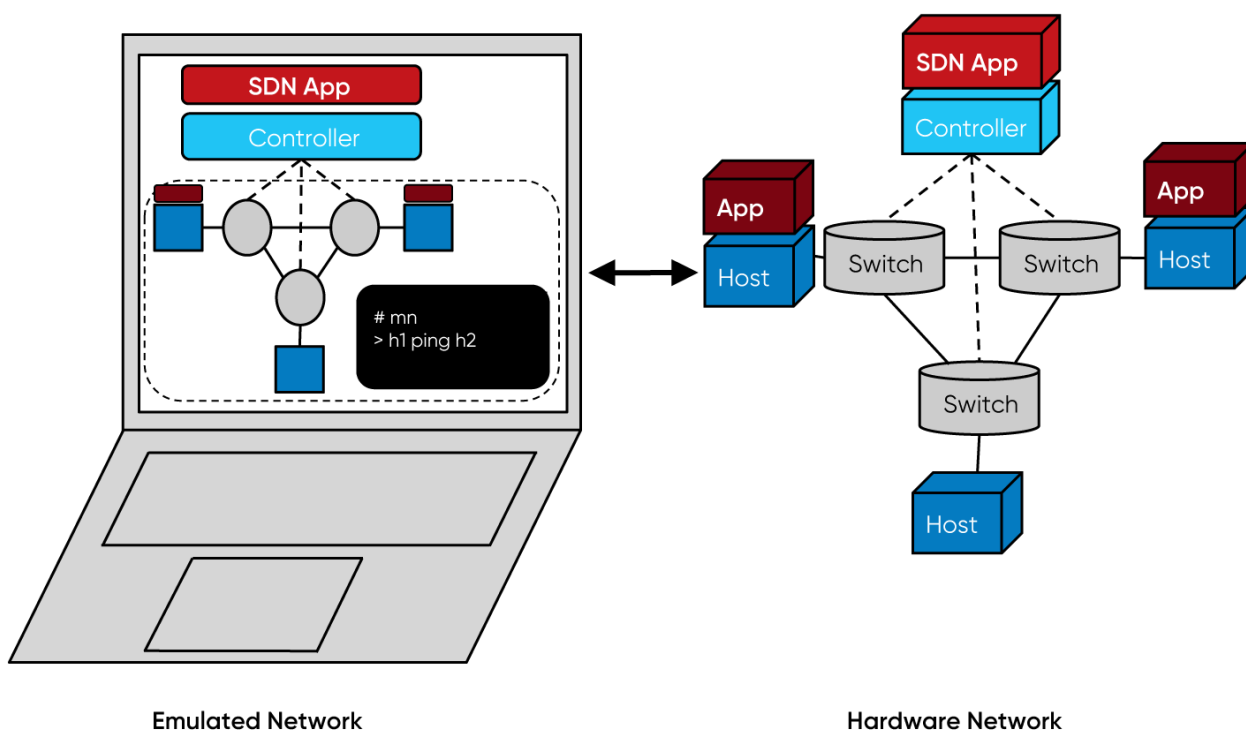 SDN App
Controller
# mn
> h1 ping h2
Emulated Network
SDN App
Controller
App
Host
Switch
Switch
App
Host
Switch
Host
Hardware Network